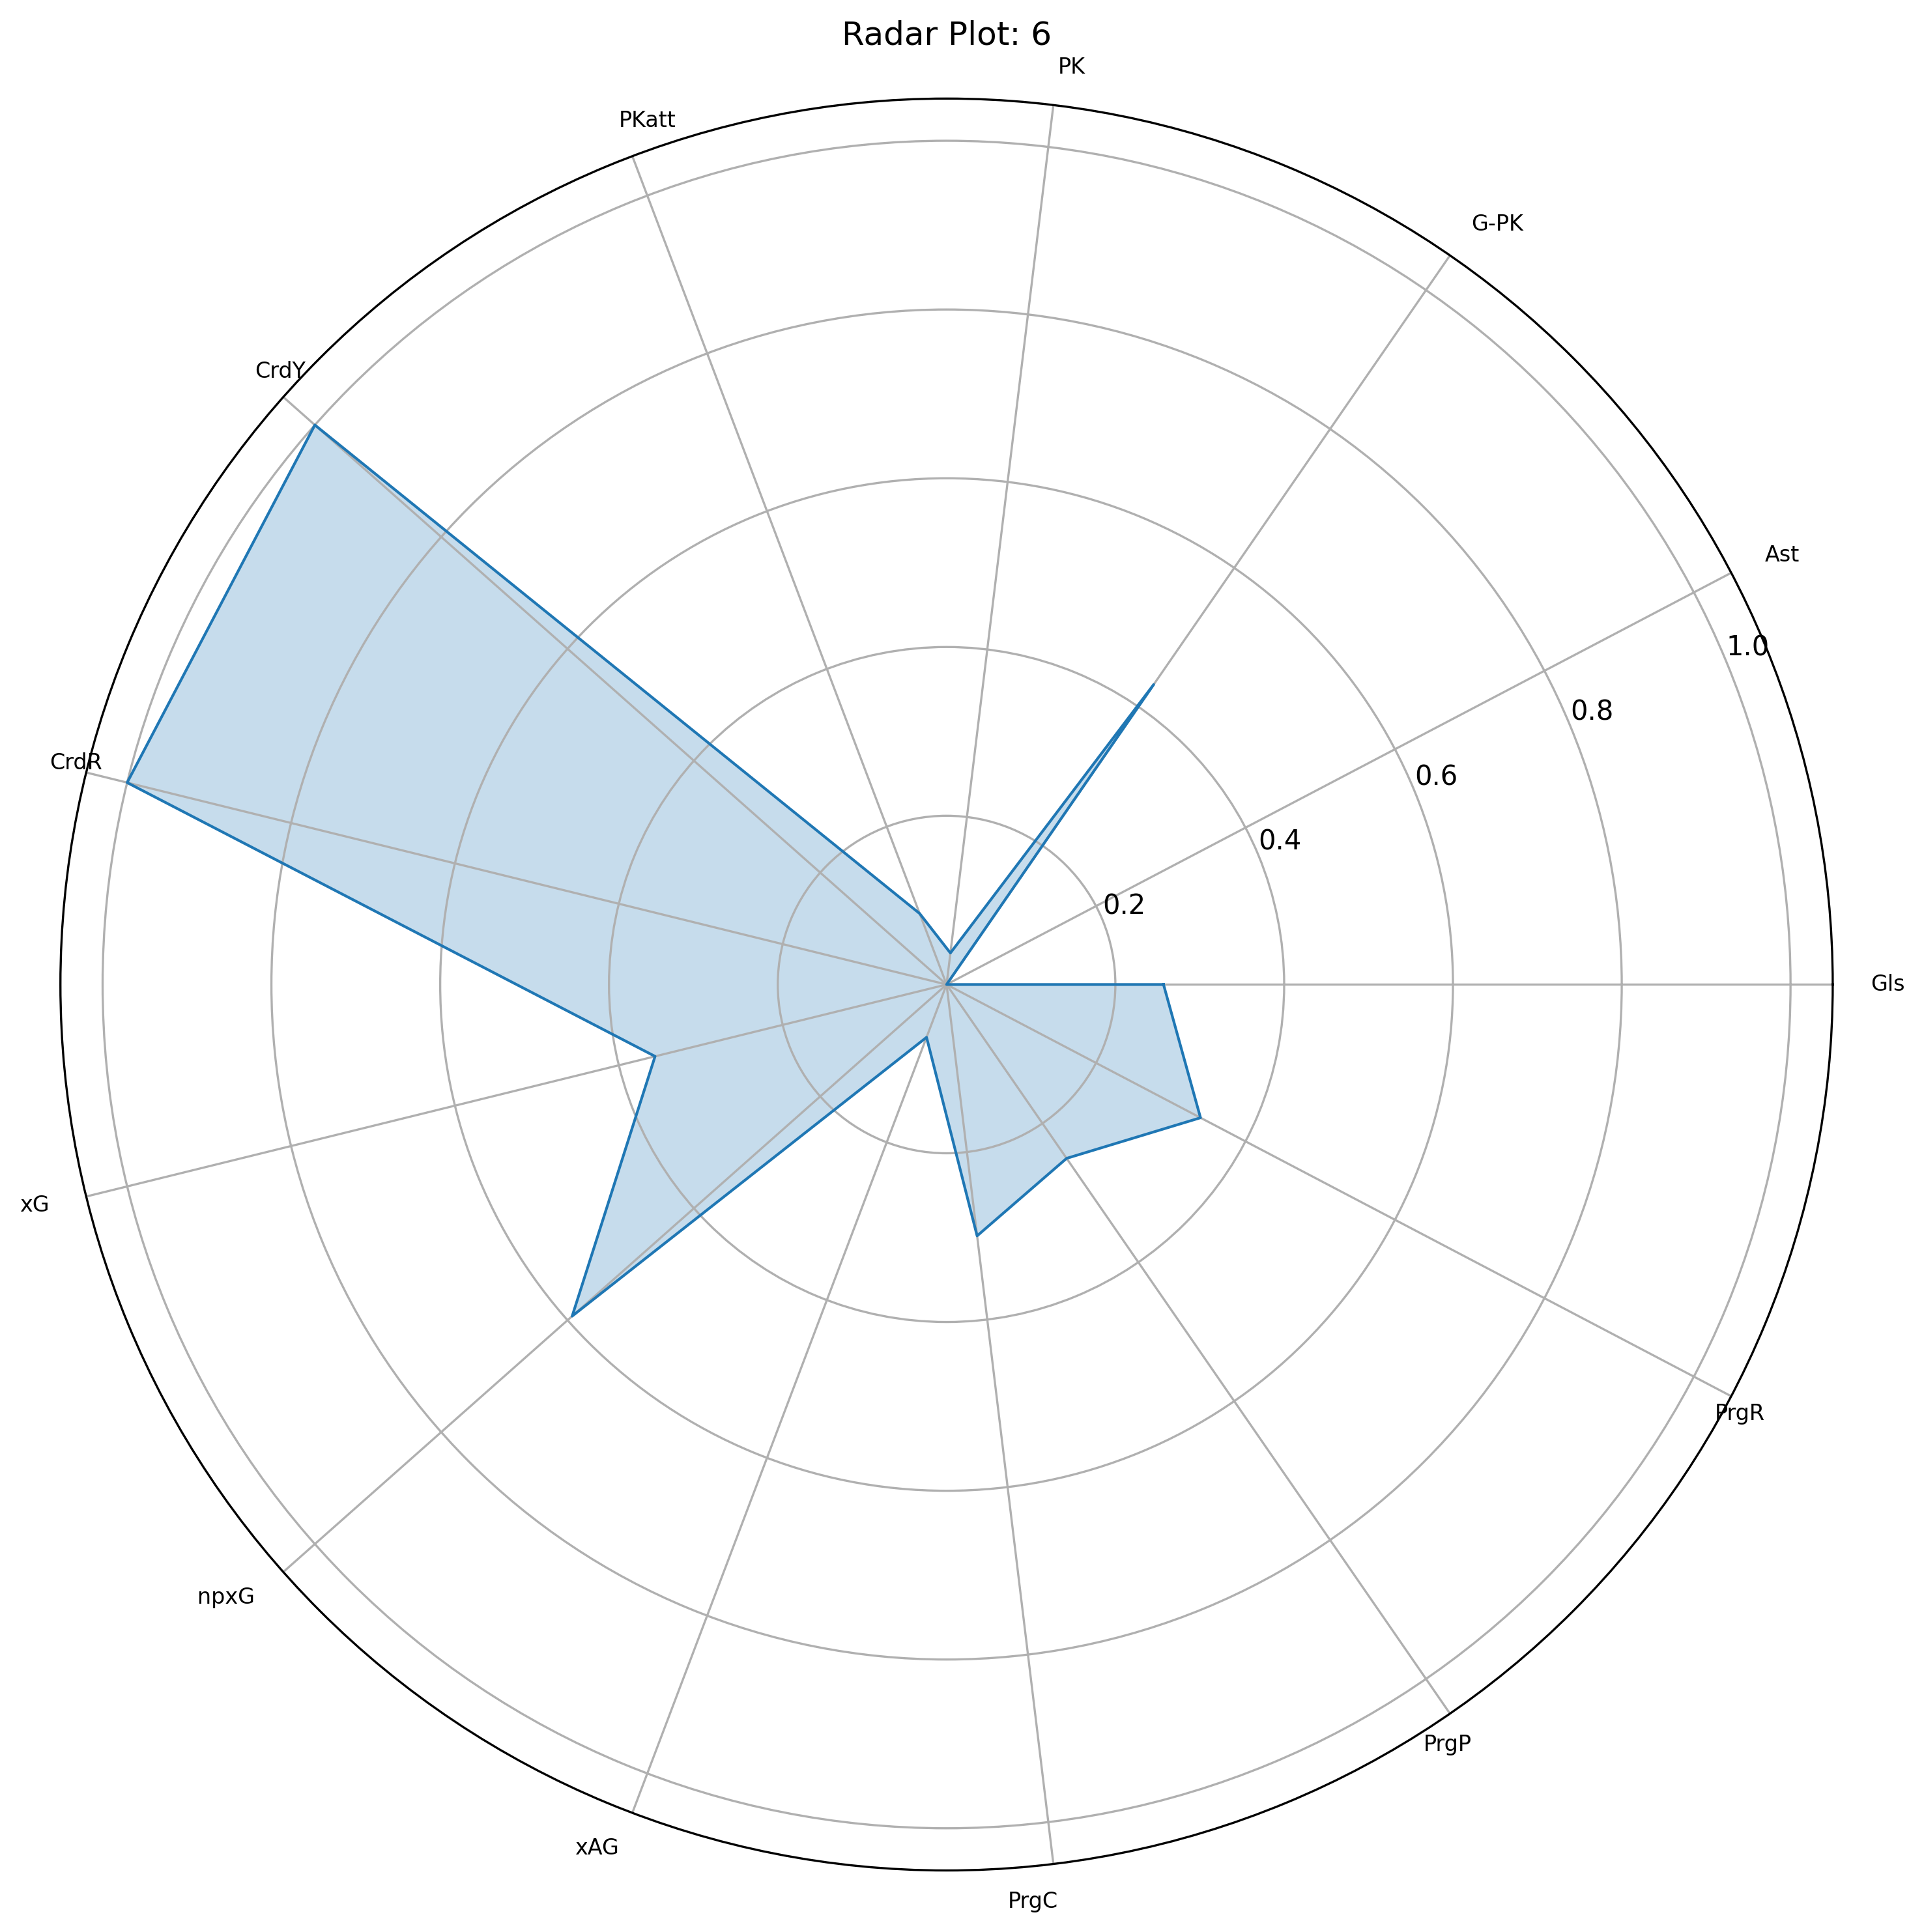 Radar Plot: 6
PK
PKatt
G-PK
CrdY
Ast
1.0
0.8
CrdR
0.6
0.4
0.2
Gls
xG
PrgR
npxG
PrgP
xAG
PrgC